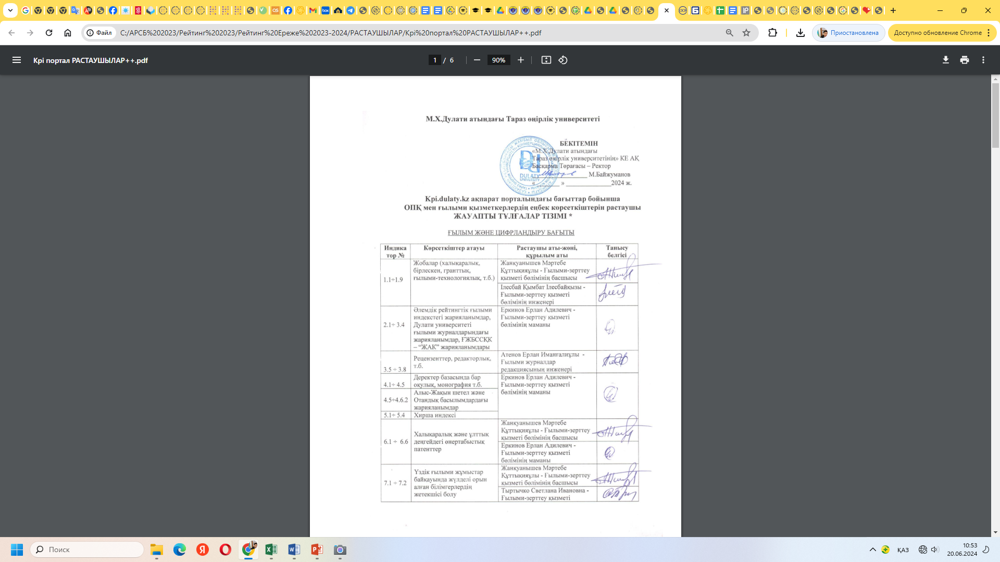 Файл
C:/АРСБ%202023/Рейтинг%202023/Рейтинг%20Ереже%202023-2024/РАСТАУШЫЛАР/Kpi%20портал%20РАСТАУШЫЛАР++.pdf
Приостановлена
Доступно обновление Chrome
Kpi портал РАСТАУШЫЛАР++.pdf
1 / 6
90%
М.Х.Дулати атындағы Тараз өңірлік университеті
БЕКІТЕМІН
«М.Х.Дулати атындағы
Тараз өңірлік университетінің» КЕ АҚ
Басқарма Төрағасы – Ректор
________________ М.Байжуманов
«_______» ______________2024 ж.
DULATY
UNIVERSITY
Kpi.dulaty.kz ақпарат порталындағы бағыттар бойынша
ОПҚ мен ғылыми қызметкерлердің еңбек көрсеткіштерін растаушы
ЖАУАПТЫ ТҰЛҒАЛАР ТІЗІМІ *
ҒЫЛЫМ ЖӘНЕ ЦИФРЛАНДЫРУ БАҒЫТЫ
Индика
тор №
Көрсеткіштер атауы
Растаушы аты-жөні,
құрылым аты
Танысу
белгісі
1.1÷1.9
Жобалар (халықаралық,
бірлескен, гранттық,
ғылыми-технологиялық, т.б.)
Жанқуанышев Мәртебе
Құттықияұлы - Ғылыми-зерттеу
қызметі бөлімінің басшысы
Ілесбай Қымбат Ілесбайқызы -
Ғылыми-зерттеу қызметі
бөлімінің инженері
2.1÷ 3.4
Әлемдік рейтингтік ғылыми
индекстегі жарияланымдар,
Дулати университеті
ғылыми журналдарындағы
жарияланымдар, ҒЖБССҚК
– “ЖАК” жарияланымдары
Еркинов Ерлан Адилевич -
Ғылыми-зерттеу қызметі
бөлімінің маманы
3.5 ÷ 3.8
Рецензенттер, редакторлық,
т.б.
Атенов Ерлан Иманғалиұлы -
Ғылыми журналдар
редакциясының инженері
4.1÷ 4.5
Деректер базасында бар
оқулық, монография т.б.
Еркинов Ерлан Адилевич -
Ғылыми-зерттеу қызметі
бөлімінің маманы
4.5÷4.6.2
Алыс-Жақын шетел және
Отандық басылымдардағы
жарияланымдар
5.1÷ 5.4
Хирша индексі
6.1 ÷ 6.6
Халықаралық және ұлттық
деңгейдегі өнертабыстық
патенттер
Жанқуанышев Мәртебе
Құттықияұлы - Ғылыми-зерттеу
қызметі бөлімінің басшысы
Еркинов Ерлан Адилевич -
Ғылыми-зерттеу қызметі
бөлімінің маманы
7.1 ÷ 7.2
Үздік ғылыми жұмыстар
байқауында жүлделі орын
алған білімгерлердің
жетекшісі болу
Жанқуанышев Мәртебе
Құттықияұлы - Ғылыми-зерттеу
қызметі бөлімінің басшысы
Тыртычко Светлана Ивановна -
Ғылыми-зерттеу қызметі
Поиск
ҚАЗ
10:53
20.06.2024